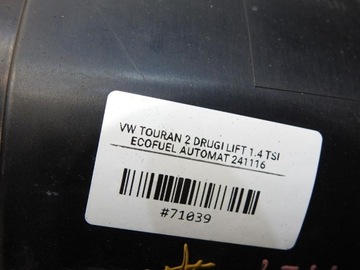 VW TOURAN 2 DRUGI LIFT 1.4 TSI
ECOFUEL AUTOMAT 241116
#71039